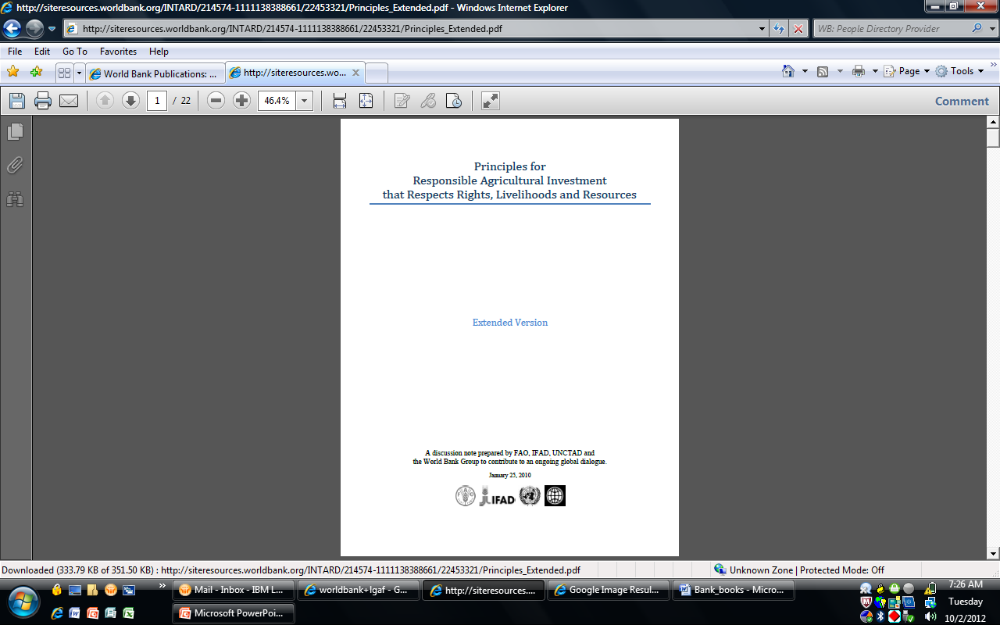 http://siteresources.worldbank.org/INTARD/214574-1111138388661/22453321/Principles_Extended.pdf - Windows Internet Explorer
http://siteresources.worldbank.org/INTARD/214574-1111138388661/22453321/Principles_Extended.pdf
WB: People Directory Provider
File Edit Go To Favorites Help
World Bank Publications: ... http://siteresources.wo... Page Tools
1 / 22 46.4% Comment
Principles for
Responsible Agricultural Investment
that Respects Rights, Livelihoods and Resources
Extended Version
A discussion note prepared by FAO, IFAD, UNCTAD and
the World Bank Group to contribute to an ongoing global dialogue.
January 25, 2010
IFAD
Downloaded (333.79 KB of 351.50 KB) : http://siteresources.worldbank.org/INTARD/214574-1111138388661/22453321/Principles_Extended.pdf
Unknown Zone | Protected Mode: Off
Mail - Inbox - IBM L... worldbank+lgaf - G... http://siteresources.... Google Image Resul... Bank_books - Micro...
Microsoft PowerPoi...
7:26 AM
Tuesday
10/2/2012